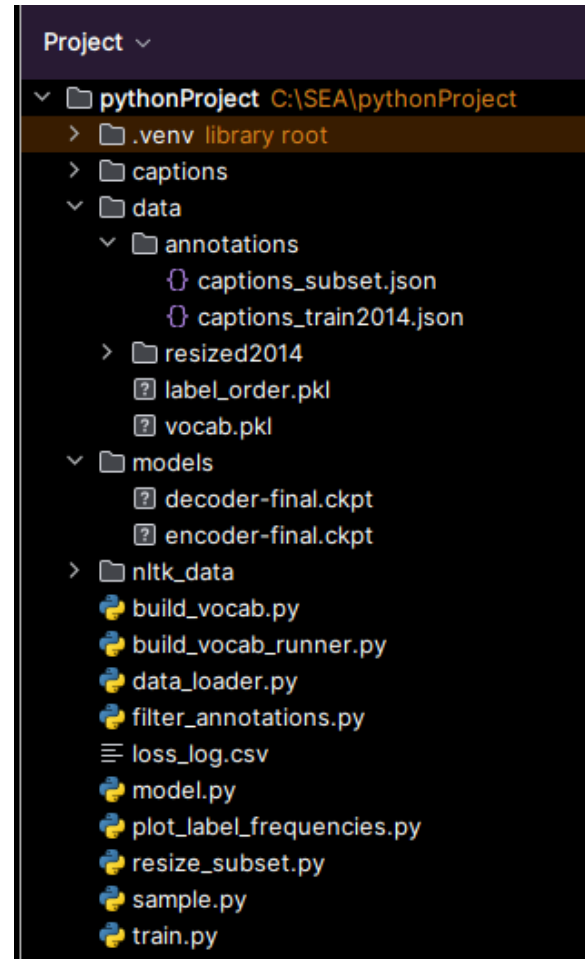 Project
pythonProject C:\SEA\pythonProject
.venv library root
captions
data
annotations
captions_subset.json
captions_train2014.json
resized2014
label_order.pkl
vocab.pkl
models
decoder-final.ckpt
encoder-final.ckpt
nltk_data
build_vocab.py
build_vocab_runner.py
data_loader.py
filter_annotations.py
loss_log.csv
model.py
plot_label_frequencies.py
resize_subset.py
sample.py
train.py